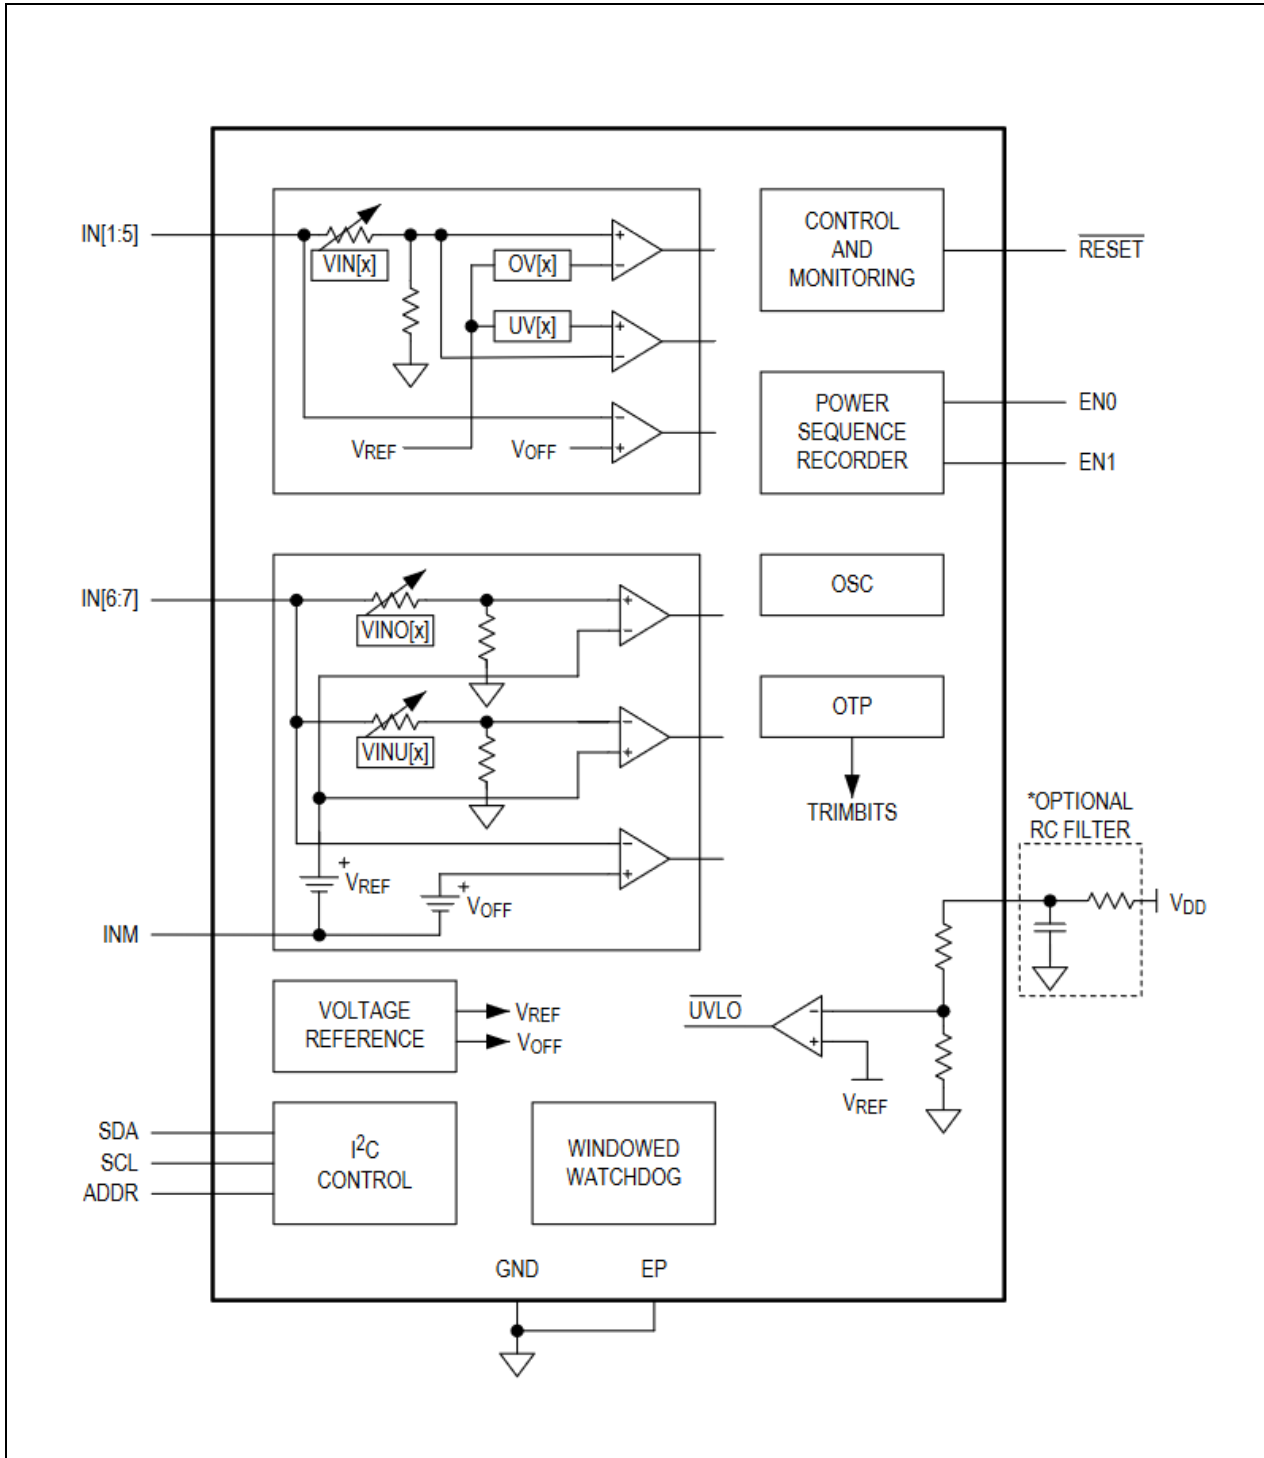 IN[1:5]
VIN[x]
OV[x]
UV[x]
+
−
+
−
−
+
VREF
VOFF
CONTROL
AND
MONITORING
RESET
POWER
SEQUENCE
RECORDER
EN0
EN1
IN[6:7]
VINO[x]
VINU[x]
+
−
−
+
−
+
+
VREF
+
VOFF
INM
OSC
OTP
TRIMBITS
*OPTIONAL
RC FILTER
VDD
VOLTAGE
REFERENCE
VREF
VOFF
UVLO
−
+
VREF
SDA
SCL
ADDR
I²C
CONTROL
WINDOWED
WATCHDOG
GND
EP